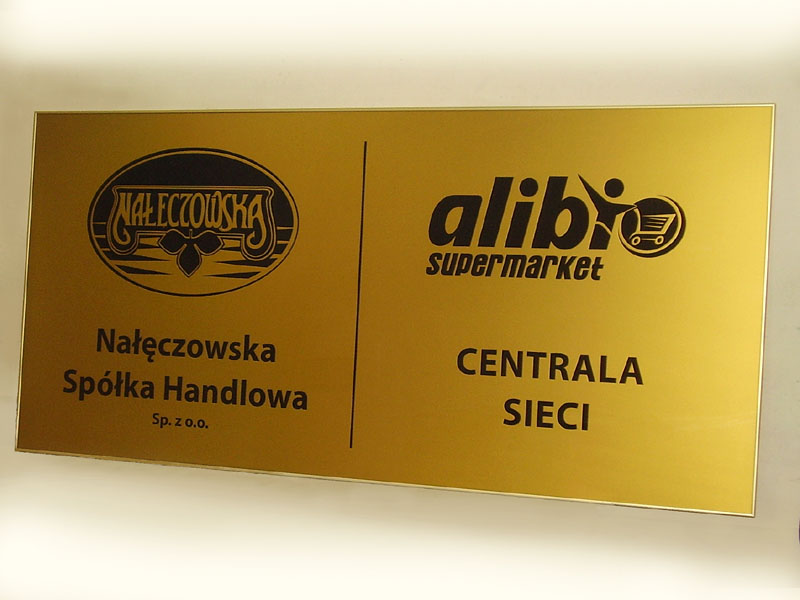 NAŁĘCZOWSKA
Nałęczowska
Spółka Handlowa
Sp. z o.o.
alibi
supermarket
CENTRALA
SIECI